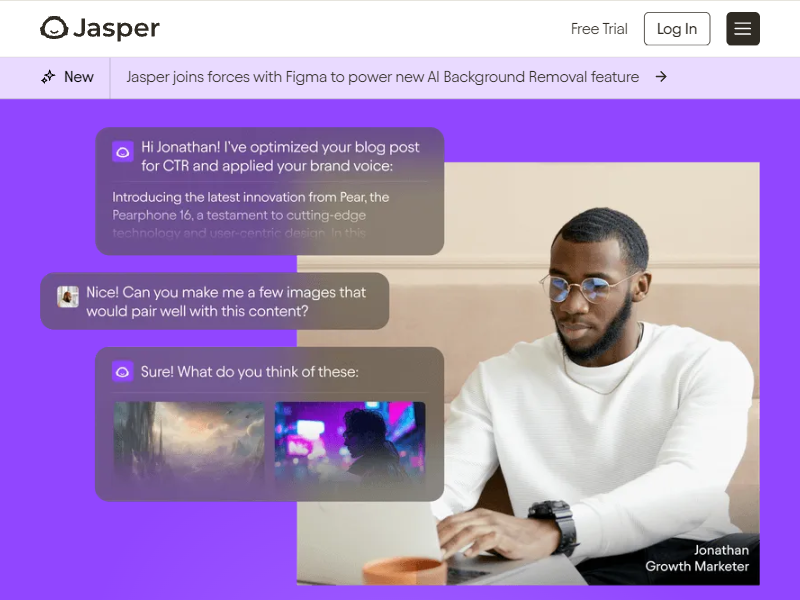 Jasper
Free Trial
Log In
New
Jasper joins forces with Figma to power new AI Background Removal feature →
Hi Jonathan! I've optimized your blog post
for CTR and applied your brand voice:
Introducing the latest innovation from Pear, the
Pearphone 16, a testament to cutting-edge
technology and user-centric design. In this
Nice! Can you make me a few images that
would pair well with this content?
Sure! What do you think of these:
Jonathan
Growth Marketer